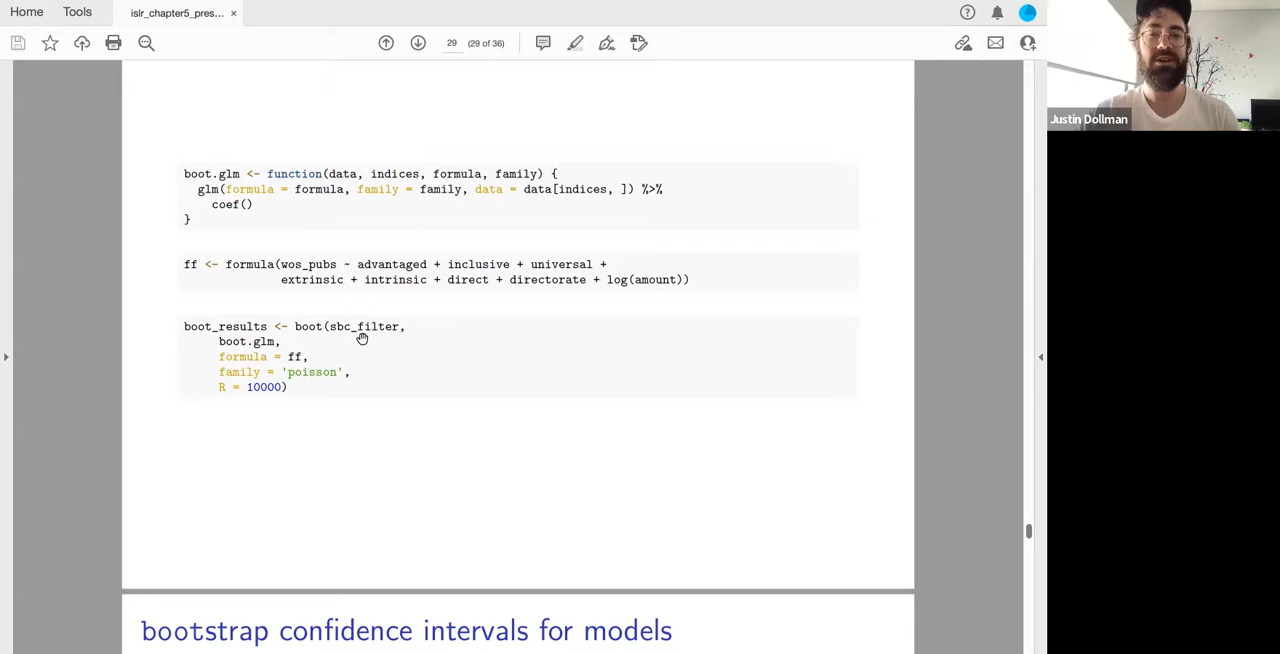 Home
Tools
islr_chapter5_pres... ×
29
(29 of 36)
boot.glm <- function(data, indices, formula, family) {
glm(formula = formula, family = family, data = data[indices, ]) %>%
coef()
}
ff <- formula(wos_pubs ~ advantaged + inclusive + universal +
extrinsic + intrinsic + direct + directorate + log(amount))
boot_results <- boot(sbc_filter,
boot.glm,
formula = ff,
family = 'poisson',
R = 10000)
bootstrap confidence intervals for models
Justin Dollman